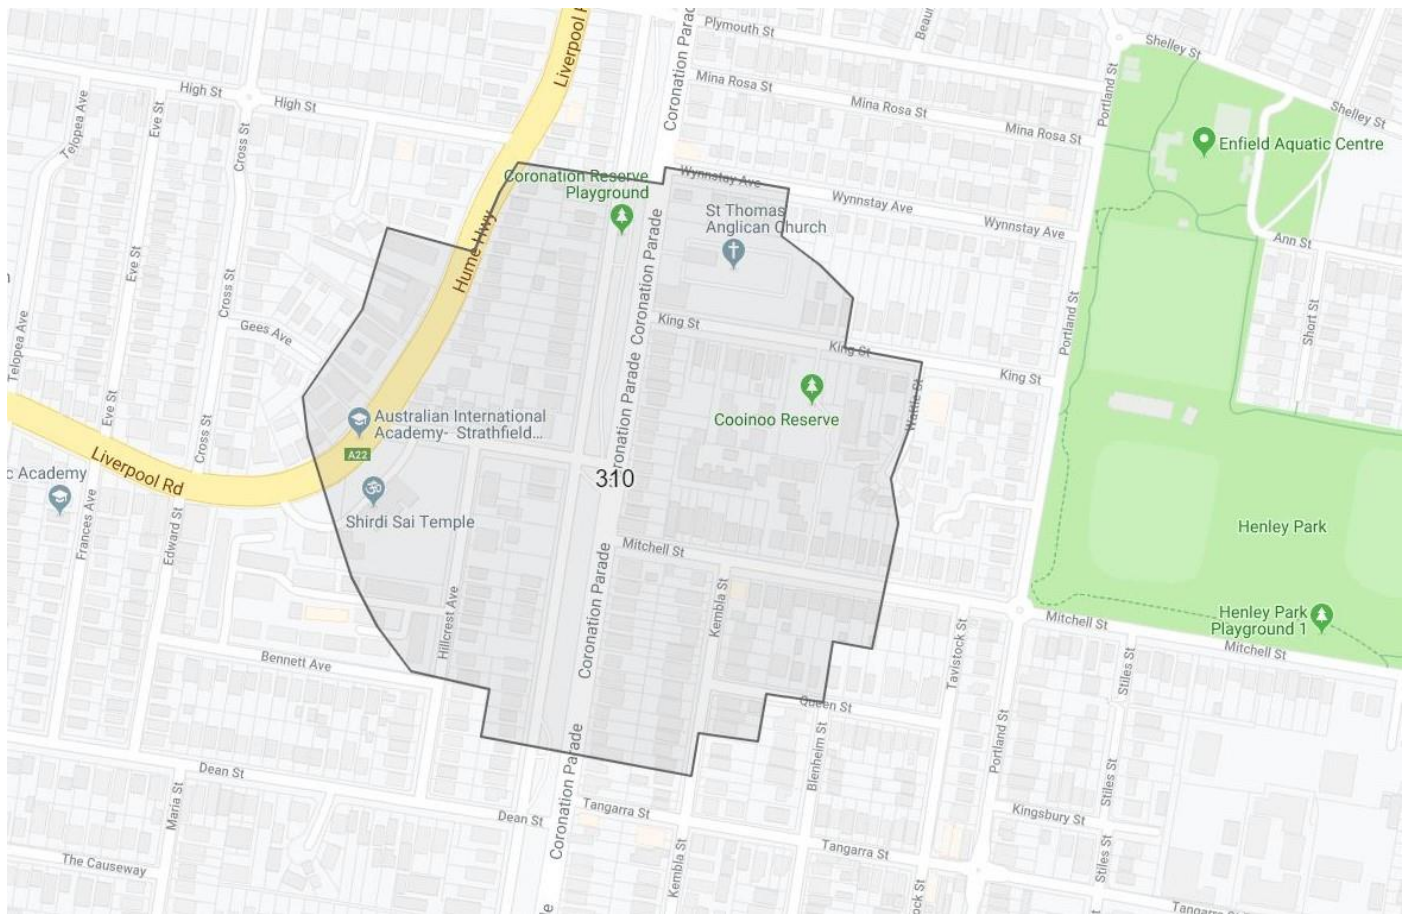 Liverpool
Coronation Parade
Plymouth St
Shelley St
Mina Rosa St
Mina Rosa St
Mina Rosa St
Portland St
Shelley St
High St
High St
Telopea Ave
Eve St
Cross St
Enfield Aquatic Centre
Coronation Reserve
Playground
Wynnstay Ave
Wynnstay Ave
Wynnstay Ave
St Thomas
Anglican Church
Ann St
Hume Hwy
Eve St
Cross St
Coronation Parade
Gees Ave
King St
King St
King St
Portland St
Short St
Telopea Ave
Eve St
Cross St
Australian International
Academy- Strathfield...
Cooinoo Reserve
Wattle St
Coronation Parade
A22
Liverpool Rd
c Academy
310
Shirdi Sai Temple
Frances Ave
Edward St
Henley Park
Mitchell St
Coronation Parade
Kembla St
Hillcrest Ave
Henley Park
Playground 1
Mitchell St
Mitchell St
Bennett Ave
Tavistock St
Stiles St
Queen St
Blenheim St
Portland St
Dean St
Maria St
Coronation Parade
Tangarra St
Dean St
Stiles St
Kingsbury St
Tangarra St
The Causeway
Kembla St
Stiles St
Tangarra St